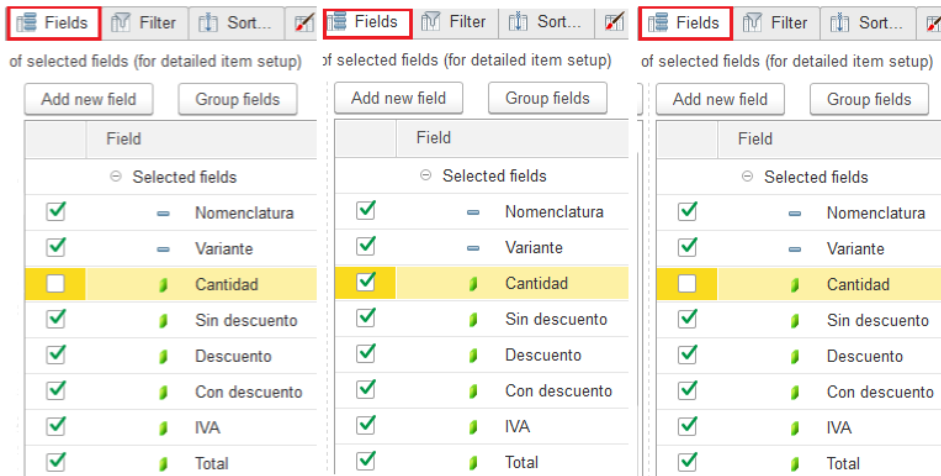 Fields Filter Sort...
of selected fields (for detailed item setup)
Add new field Group fields
Field
Selected fields
Nomenclatura
Variante
Cantidad
Sin descuento
Descuento
Con descuento
IVA
Total
Fields Filter Sort...
of selected fields (for detailed item setup)
Add new field Group fields
Field
Selected fields
Nomenclatura
Variante
Cantidad
Sin descuento
Descuento
Con descuento
IVA
Total
Fields Filter Sort...
of selected fields (for detailed item setup)
Add new field Group fields
Field
Selected fields
Nomenclatura
Variante
Cantidad
Sin descuento
Descuento
Con descuento
IVA
Total